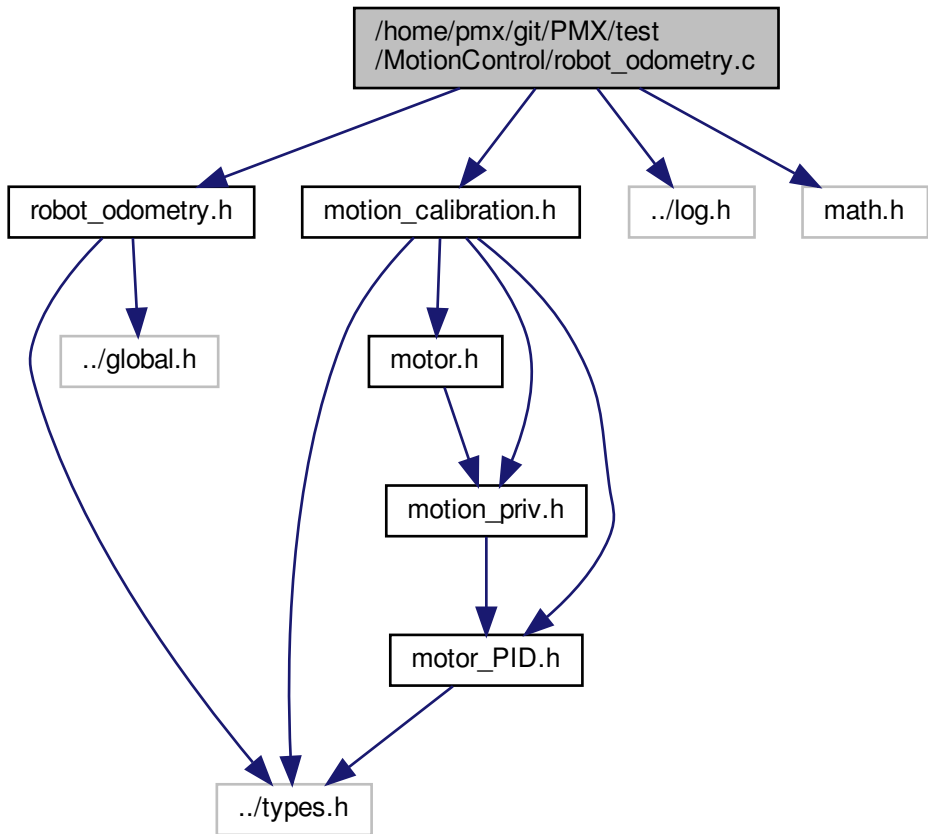 /home/pmx/git/PMX/test
/MotionControl/robot_odometry.c
robot_odometry.h
motion_calibration.h
../log.h
math.h
../global.h
motor.h
motion_priv.h
motor_PID.h
../types.h